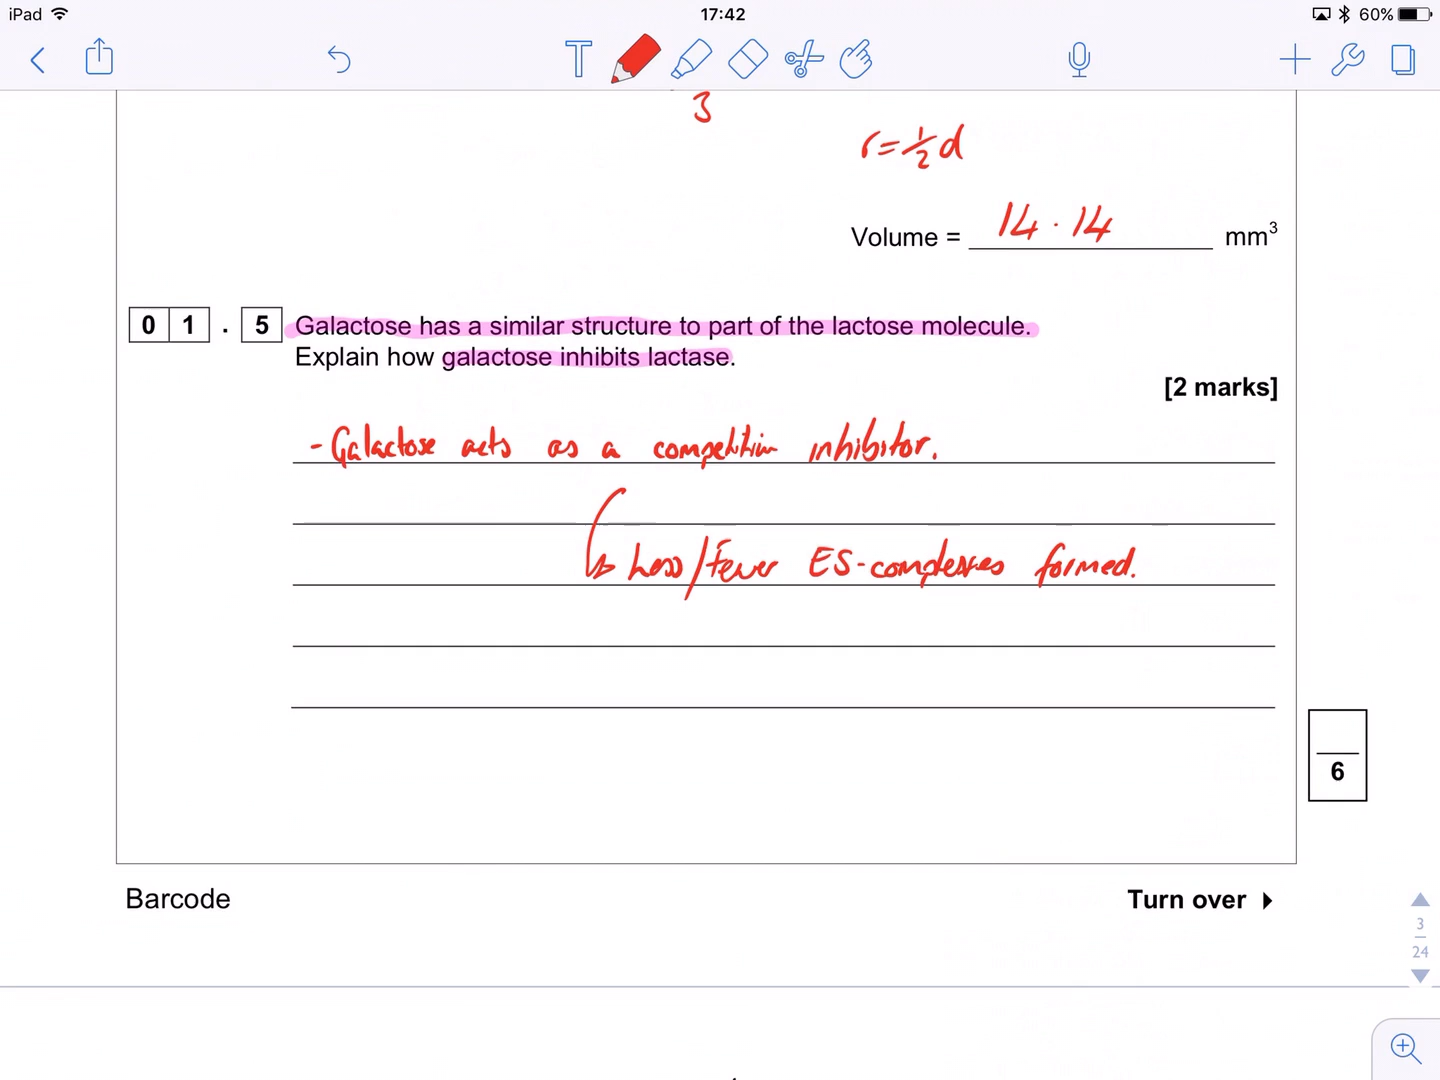 iPad 17:42 60%
T
3
r=½d
Volume = 14.14 mm³
0 1 . 5 Galactose has a similar structure to part of the lactose molecule.
Explain how galactose inhibits lactase.
[2 marks]
- Galactose acts as a competitive inhibitor.
Less/Fewer ES-complexes formed.
6
Barcode Turn over
3
24